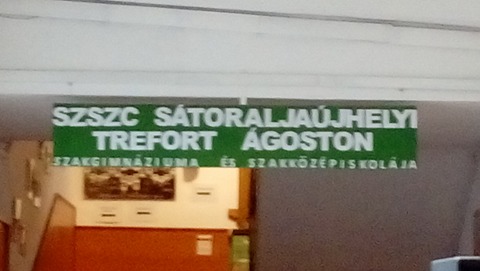 SZSZC SÁTORALJAÚJHELYI
TREFORT ÁGOSTON
SZAKGIMNÁZIUMA ÉS SZAKKÖZÉPISKOLÁJA